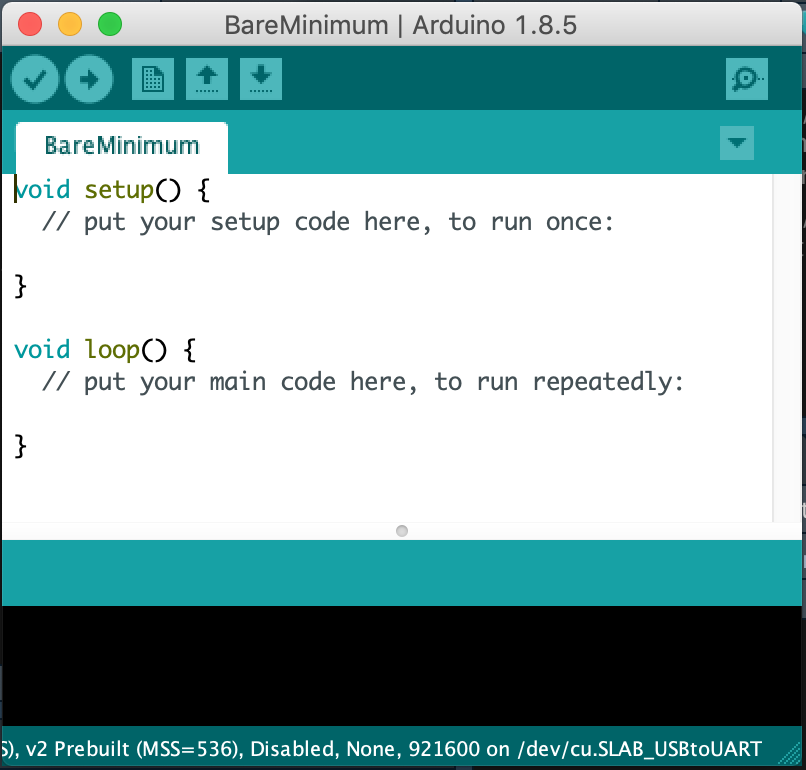 BareMinimum | Arduino 1.8.5
BareMinimum
void setup() {
  // put your setup code here, to run once:
}
void loop() {
  // put your main code here, to run repeatedly:
}
S), v2 Prebuilt (MSS=536), Disabled, None, 921600 on /dev/cu.SLAB_USBtoUART